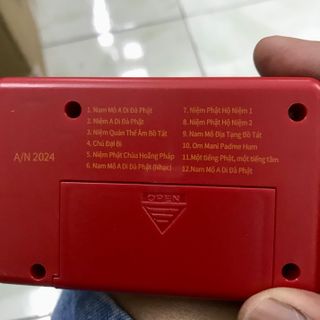 1. Nam Mô A Di Đà Phật
2. Niệm A Di Đà Phật
3. Niệm Quán Thế Âm Bồ Tát
4. Chú Đại Bi
5. Niệm Phật Chùa Hoằng Pháp
6. Nam Mô A Di Đà Phật (Nhạc)
7. Niệm Phật Hộ Niệm 1
8. Niệm Phật Hộ Niệm 2
9. Nam Mô Địa Tạng Bồ Tát
10. Om Mani Padme Hum
11. Một tiếng Phật, một tiếng tâm
12.Nam Mô A Di Đà Phật
A/N 2024
OPEN